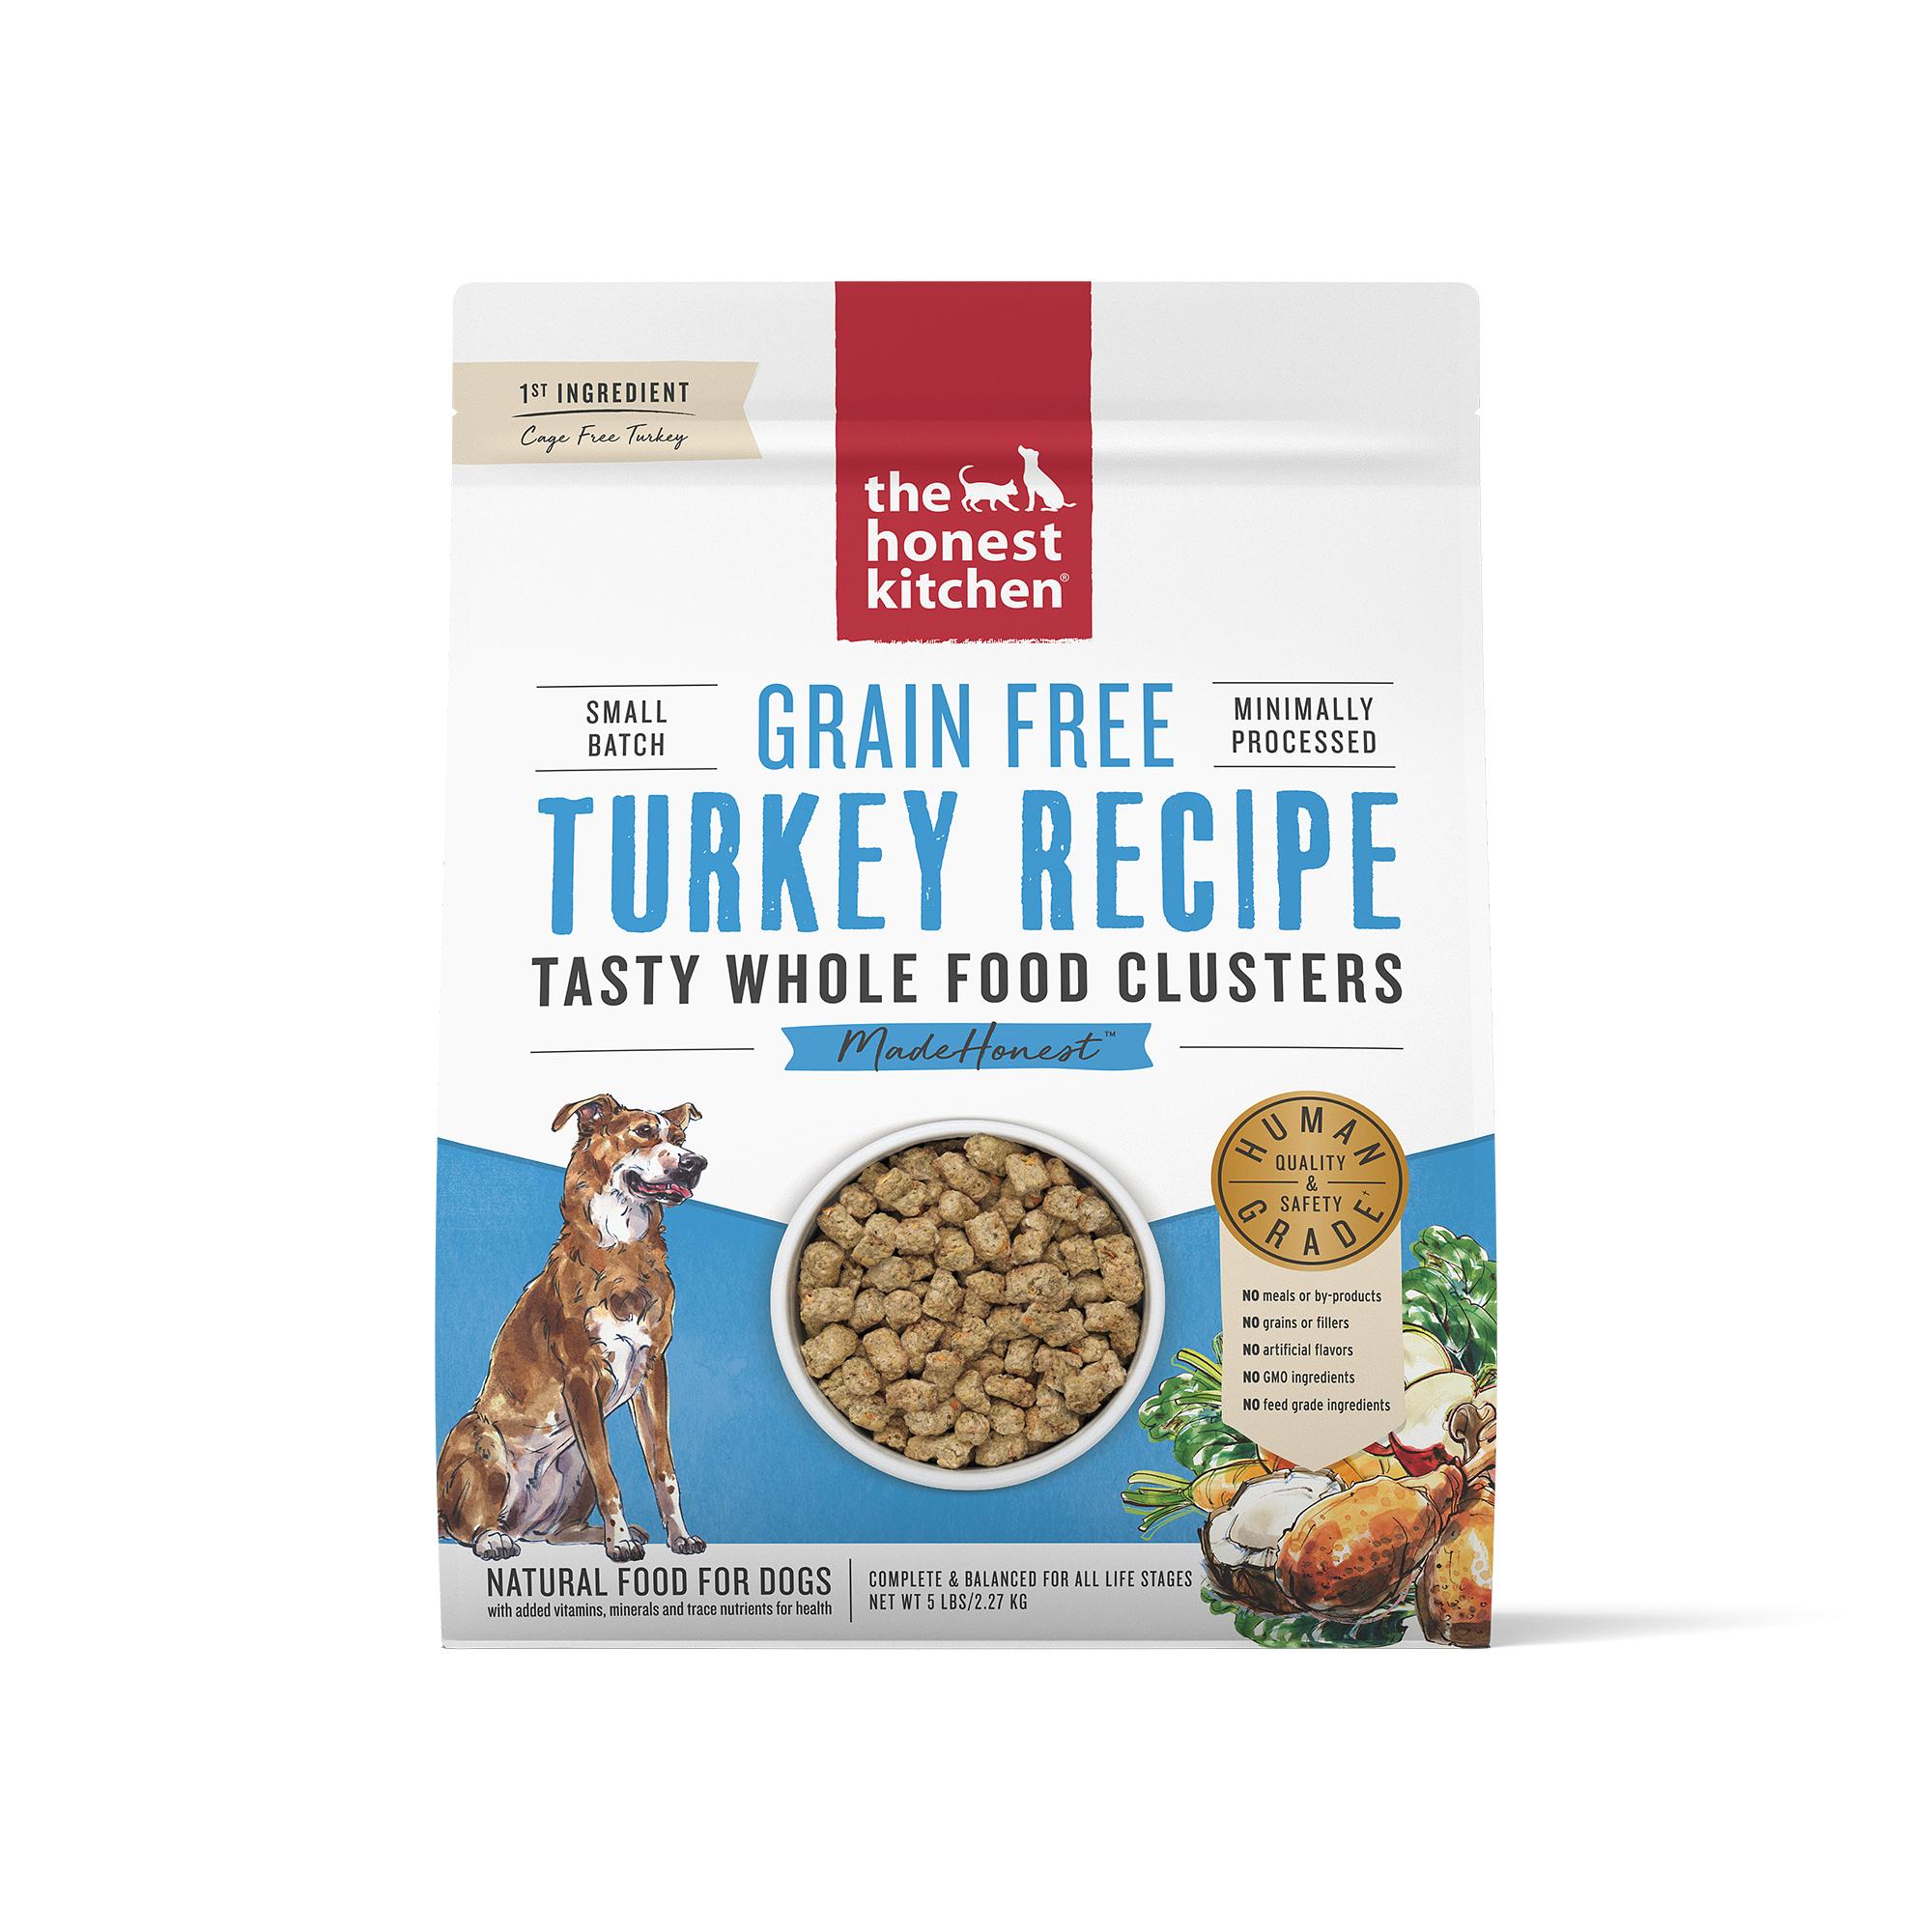 1ST INGREDIENT
Cage Free Turkey
the
honest
kitchen®
SMALL
BATCH
GRAIN FREE
MINIMALLY
PROCESSED
TURKEY RECIPE
TASTY WHOLE FOOD CLUSTERS
MadeHonest™
HUMAN
QUALITY
&
SAFETY
GRADE+
NO meals or by-products
NO grains or fillers
NO artificial flavors
NO GMO ingredients
NO feed grade ingredients
NATURAL FOOD FOR DOGS
with added vitamins, minerals and trace nutrients for health
COMPLETE & BALANCED FOR ALL LIFE STAGES
NET WT 5 LBS/2.27 KG